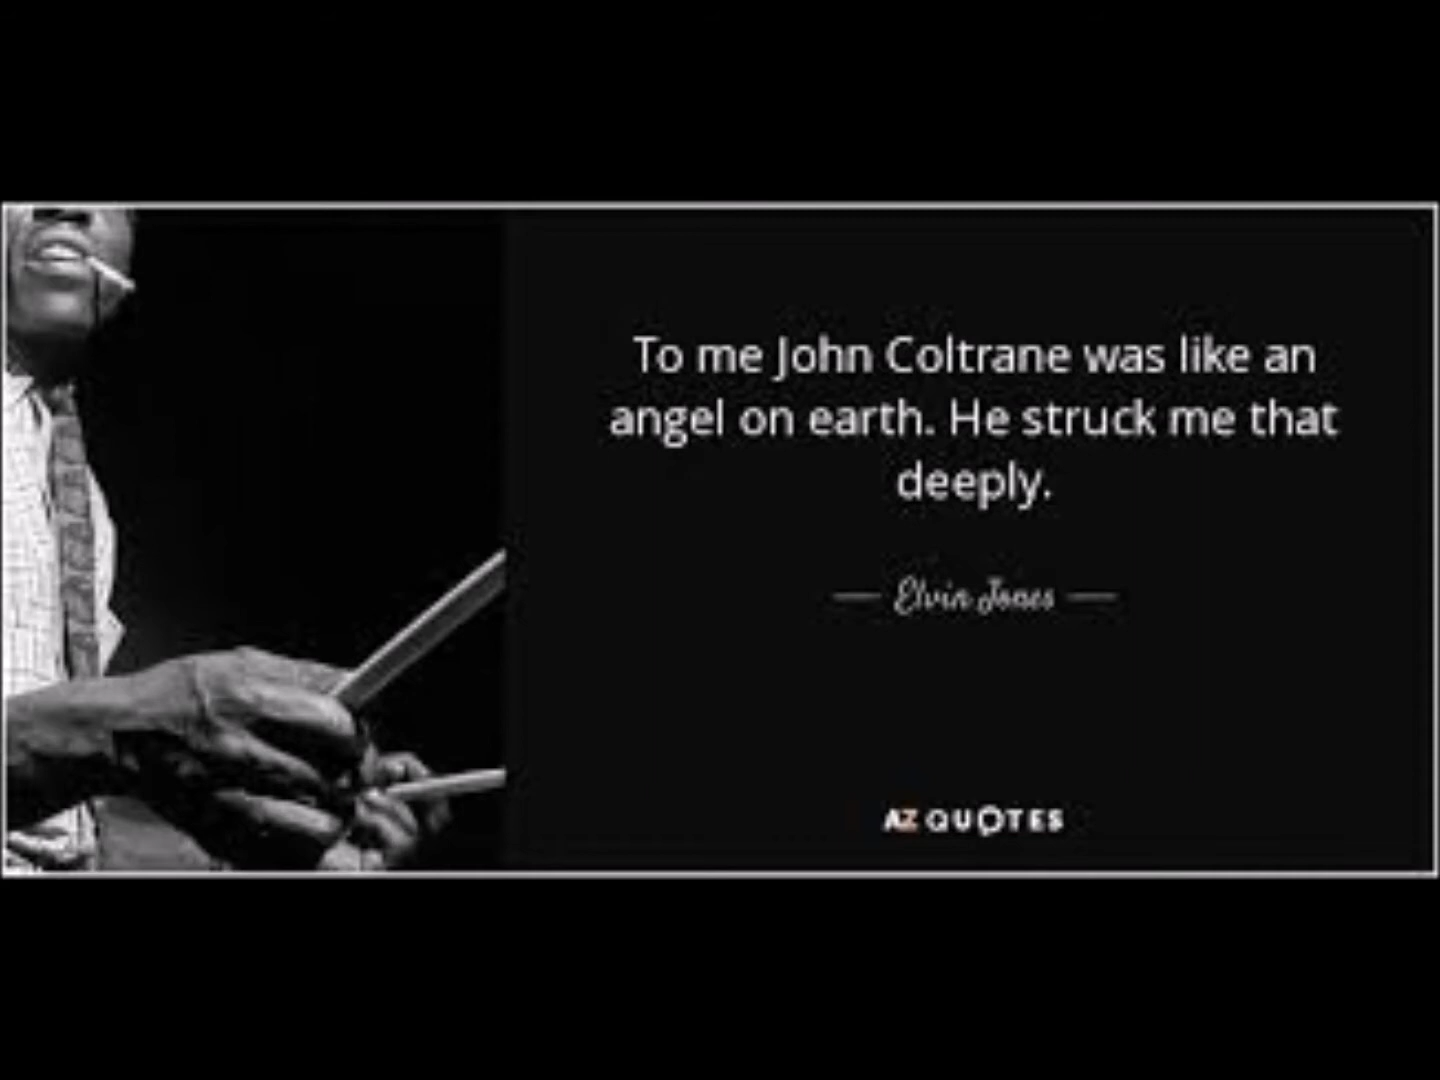 To me John Coltrane was like an
angel on earth. He struck me that
deeply.
— Elvin Jones —
AZ QUOTES